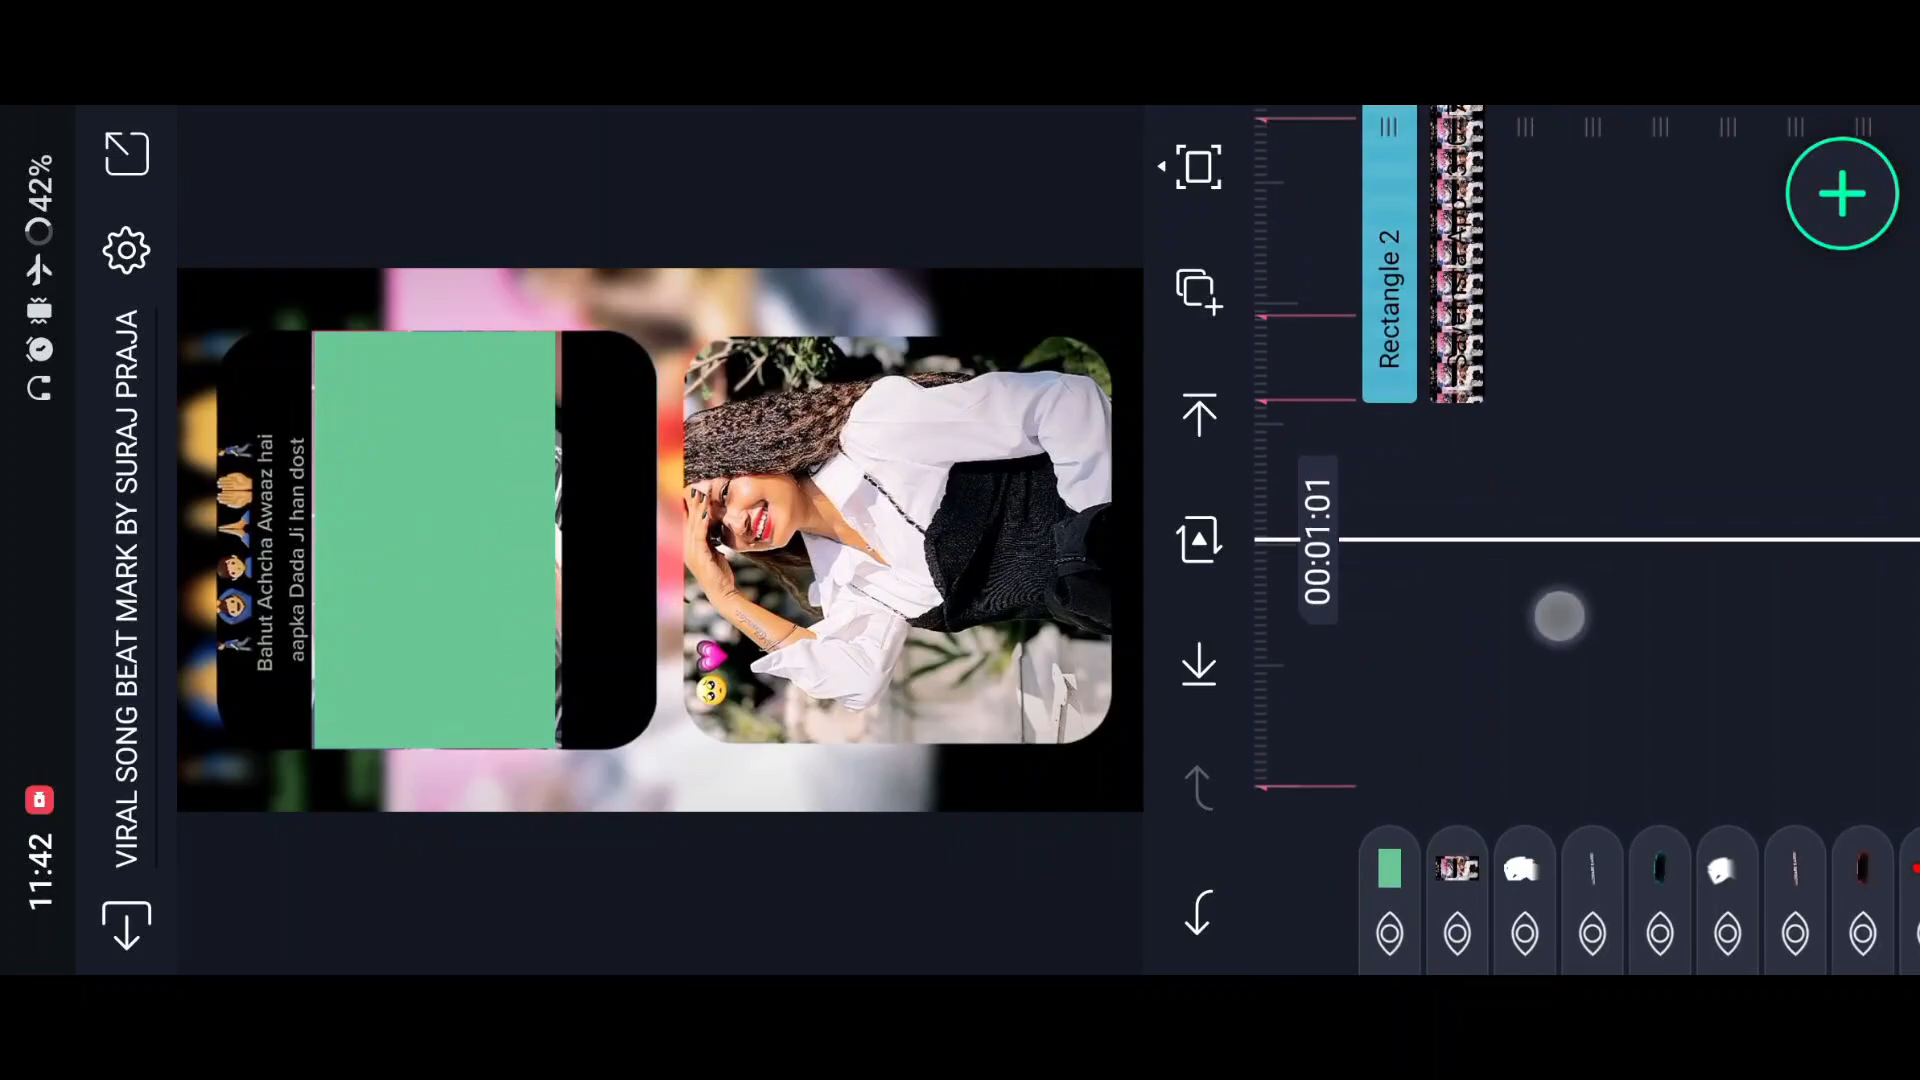 11:42
42%
VIRAL SONG BEAT MARK BY SURAJ PRAJA
Bahut Achcha Awaaz hai
aapka Dada Ji han dost
00:01:01
Rectangle 2